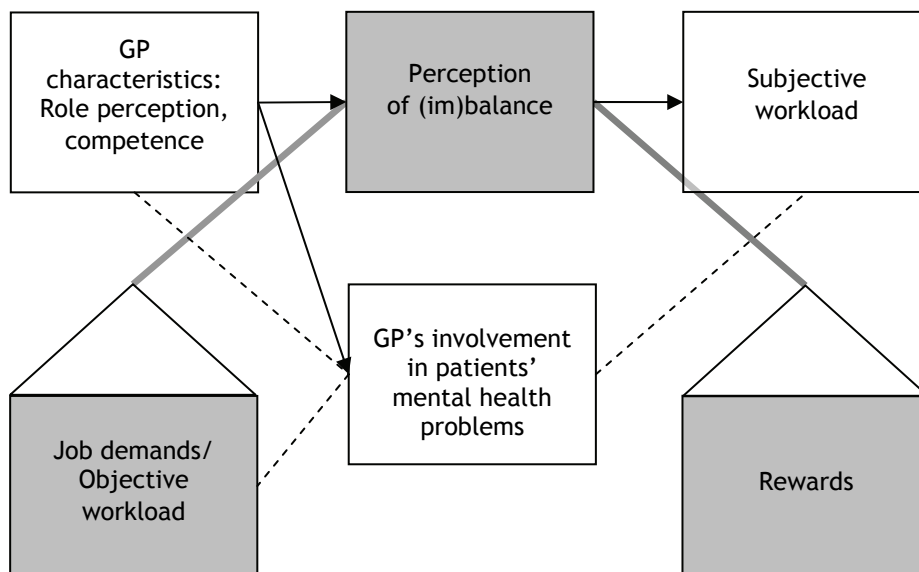 GP
characteristics:
Role perception,
competence
Perception
of (im)balance
Subjective
workload
GP’s involvement
in patients’
mental health
problems
Job demands/
Objective
workload
Rewards